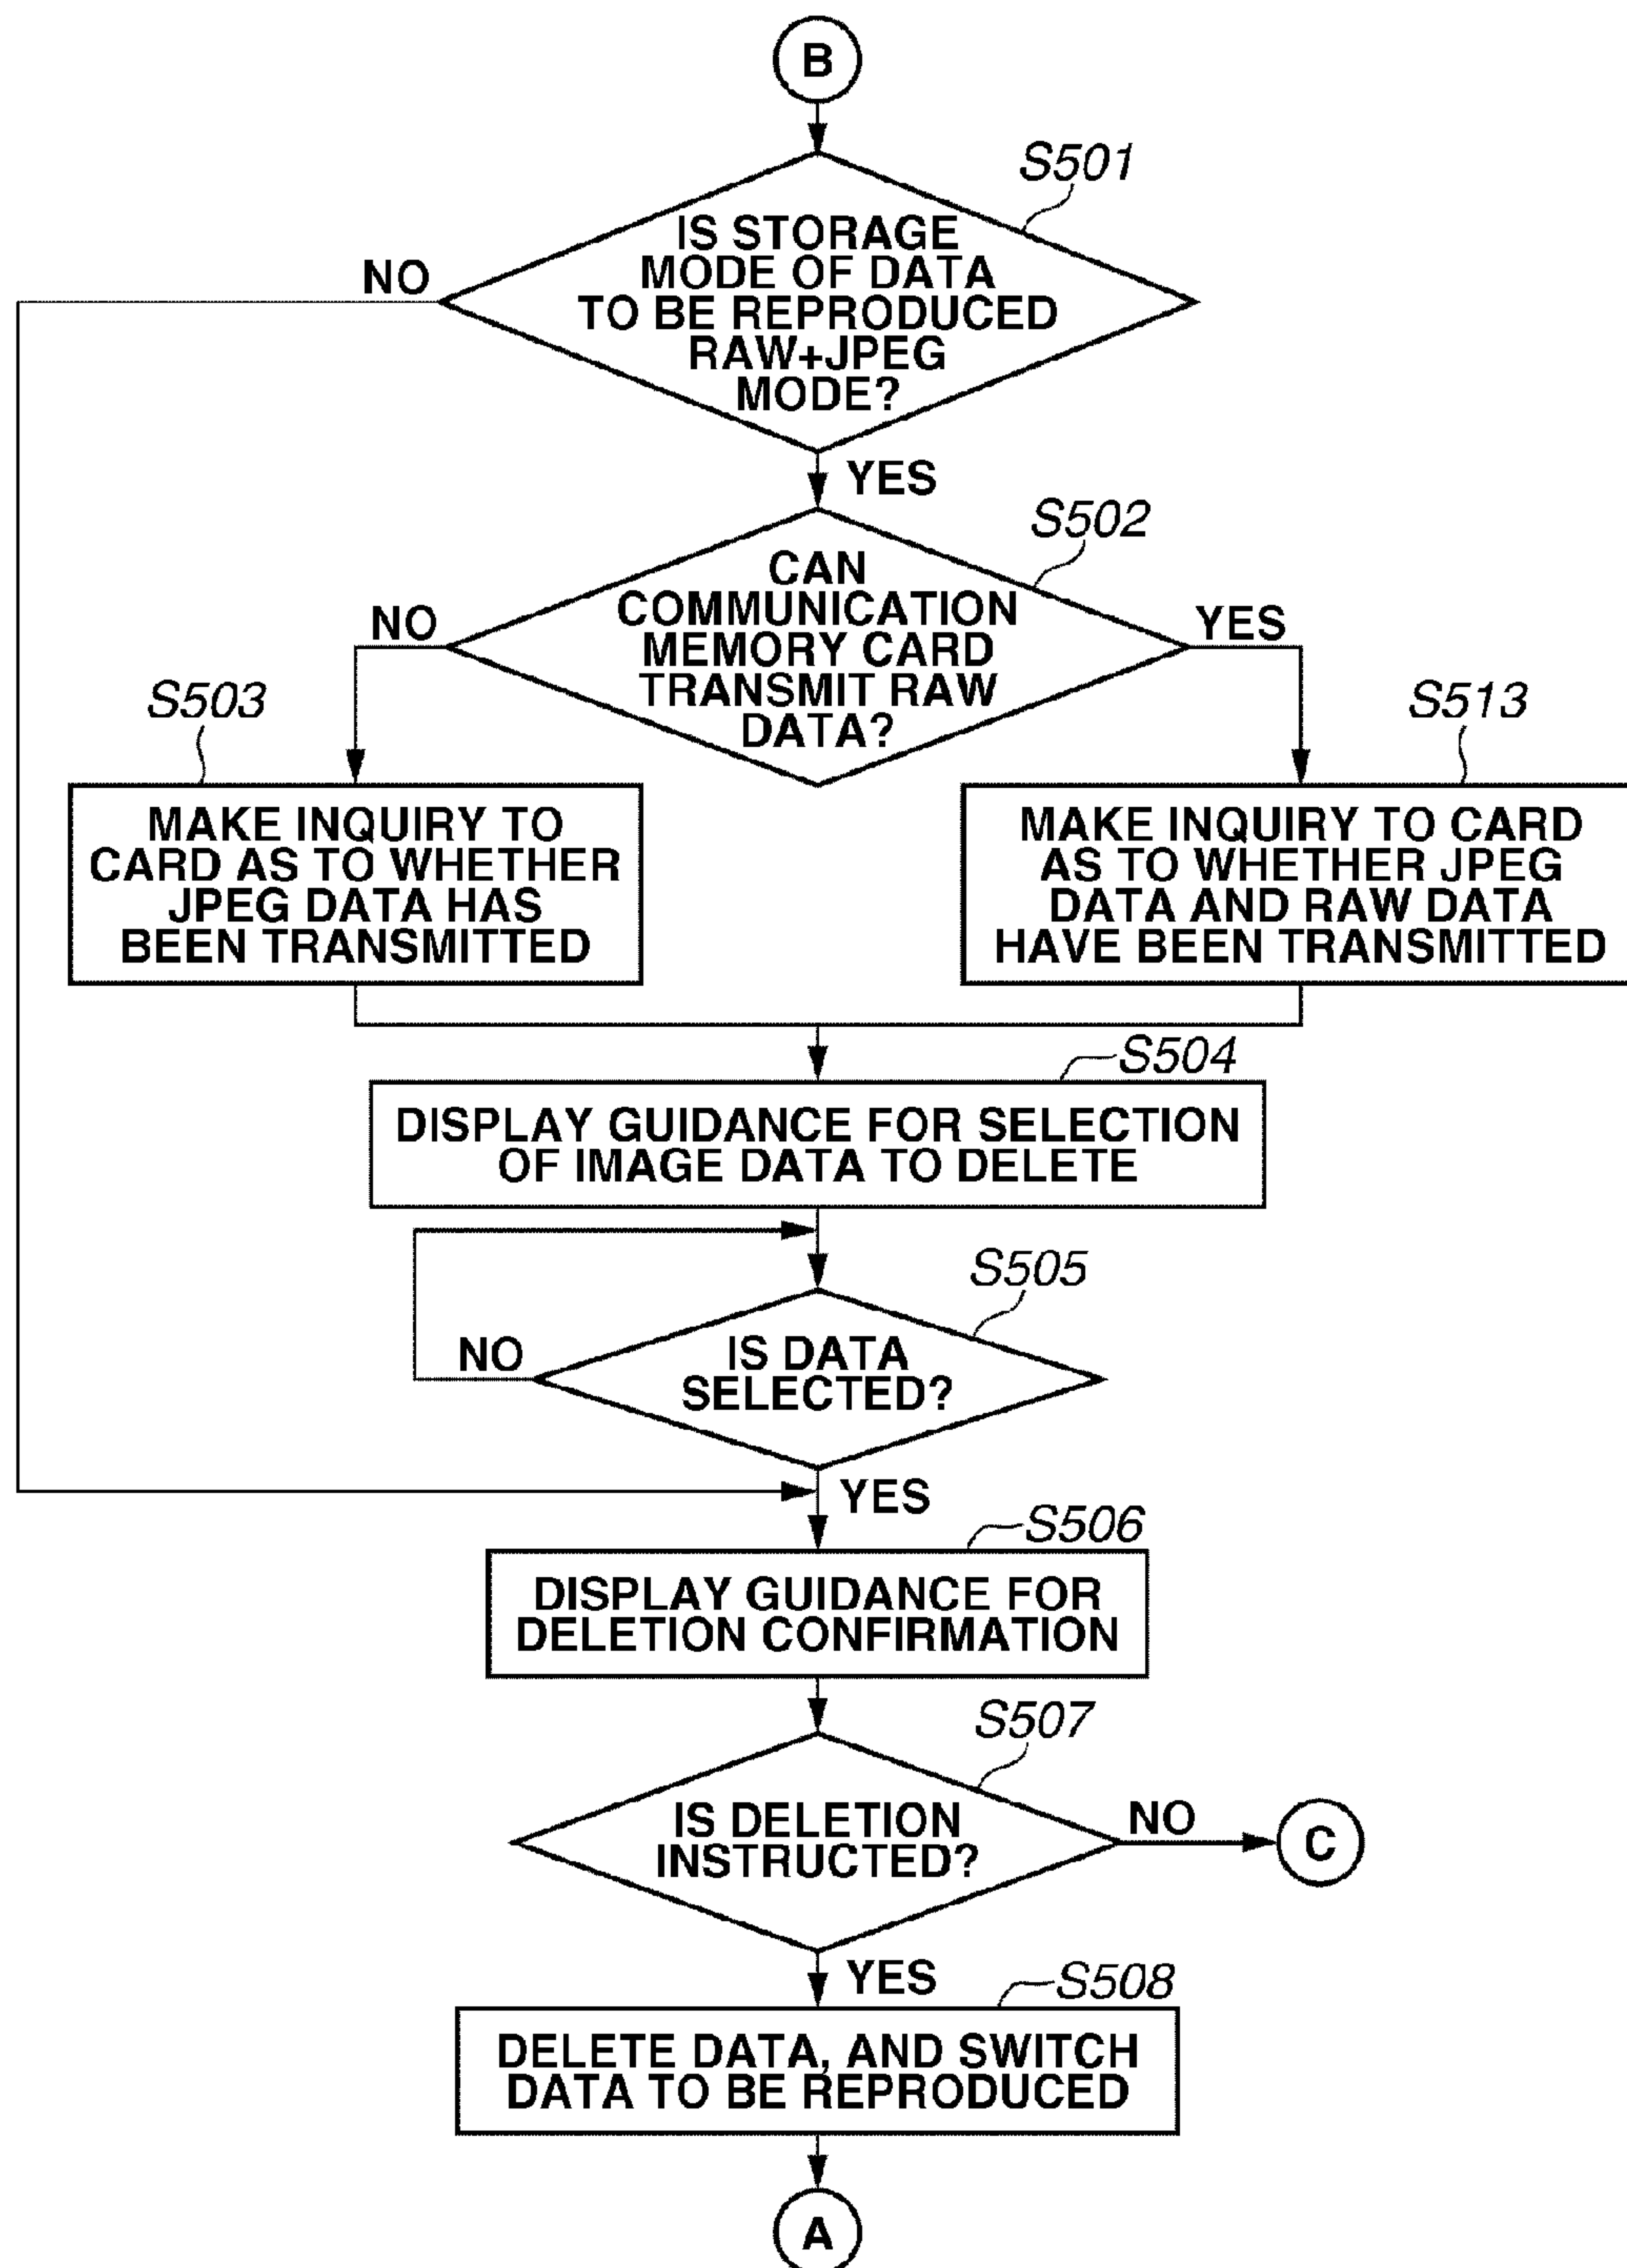 B
S501
IS STORAGE
MODE OF DATA
TO BE REPRODUCED
RAW+JPEG
MODE?
NO
YES
S502
CAN
COMMUNICATION
MEMORY CARD
TRANSMIT RAW
DATA?
NO
YES
S503
MAKE INQUIRY TO
CARD AS TO WHETHER
JPEG DATA HAS
BEEN TRANSMITTED
S513
MAKE INQUIRY TO CARD
AS TO WHETHER JPEG
DATA AND RAW DATA
HAVE BEEN TRANSMITTED
S504
DISPLAY GUIDANCE FOR SELECTION
OF IMAGE DATA TO DELETE
S505
IS DATA
SELECTED?
NO
YES
S506
DISPLAY GUIDANCE FOR
DELETION CONFIRMATION
S507
IS DELETION
INSTRUCTED?
NO
C
YES
S508
DELETE DATA, AND SWITCH
DATA TO BE REPRODUCED
A